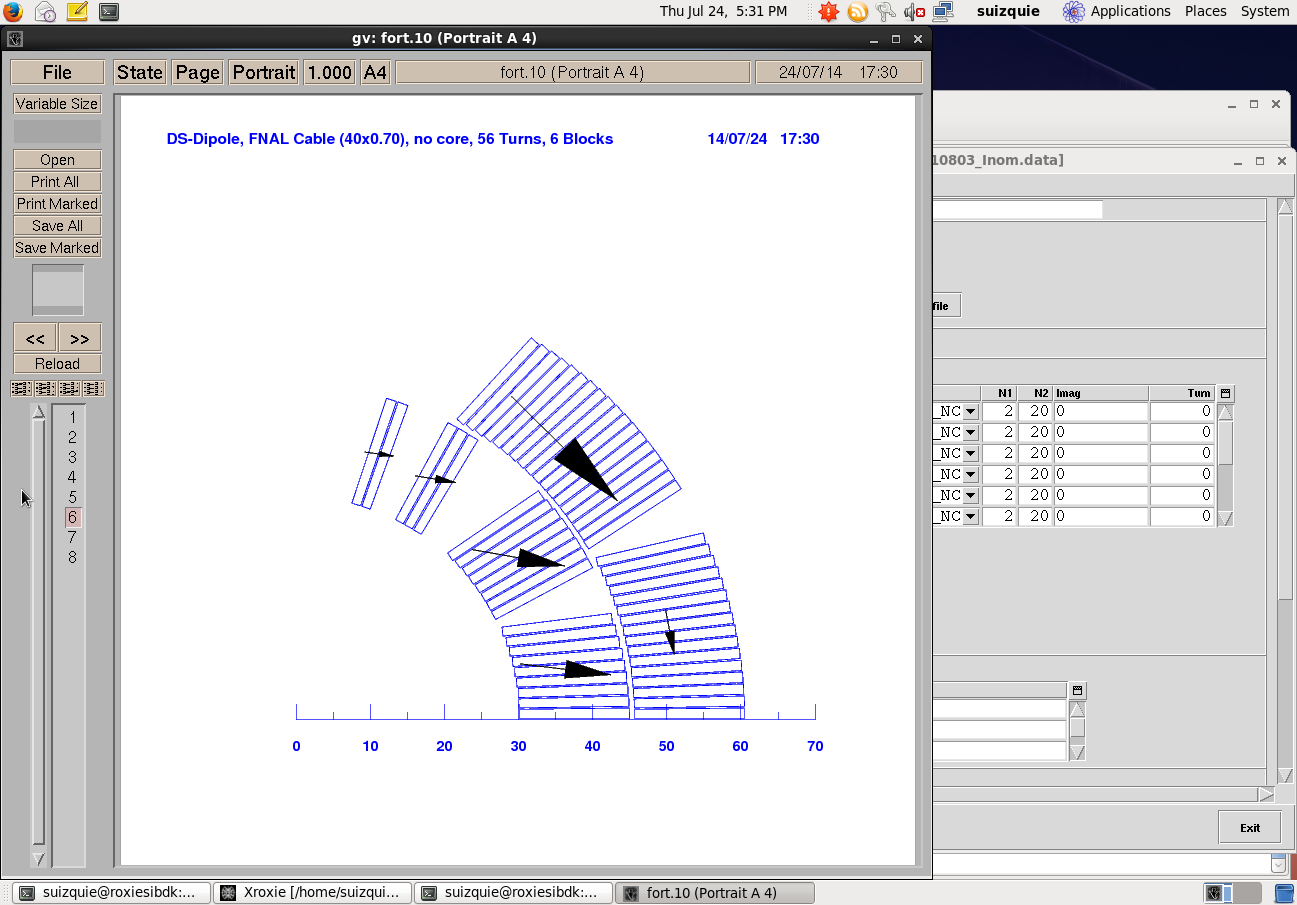 Thu Jul 24, 5:31 PM suizquie Applications Places System
gv: fort.10 (Portrait A 4)
File State Page Portrait 1.000 A4 fort.10 (Portrait A 4) 24/07/14 17:30
Variable Size
Open
Print All
Print Marked
Save All
Save Marked
<< >>
Reload
1
2
3
4
5
6
7
8
DS-Dipole, FNAL Cable (40x0.70), no core, 56 Turns, 6 Blocks 14/07/24 17:30
0 10 20 30 40 50 60 70
10803_Inom.data]
file
N1 N2 Imag Turn
_NC 2 20 0 0
_NC 2 20 0 0
_NC 2 20 0 0
_NC 2 20 0 0
_NC 2 20 0 0
_NC 2 20 0 0
Exit
suizquie@roxiesibdk:... Xroxie [/home/suizqui... suizquie@roxiesibdk:... fort.10 (Portrait A 4)